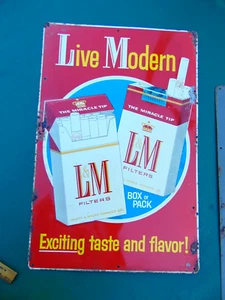 Live Modern
THE MIRACLE TIP
THE MIRACLE TIP
L&M
FILTERS
L&M
FILTERS
BOX or
PACK
Exciting taste and flavor!